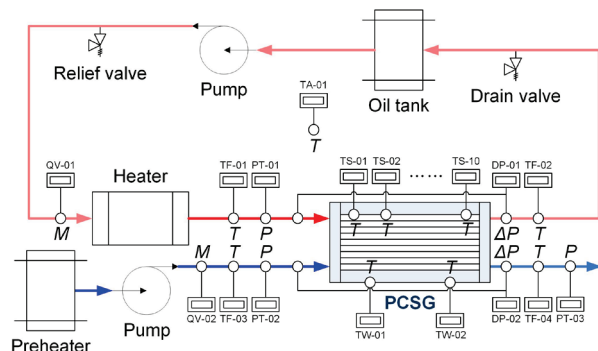 Relief valve
Pump
Oil tank
Drain valve
TA-01
T
QV-01
Heater
TF-01 PT-01
TS-01 TS-02 ······ TS-10
DP-01 TF-02
M
T P
T T T
ΔP T
M T P
T T
ΔP T P
PCSG
QV-02 TF-03 PT-02
TW-01 TW-02
DP-02 TF-04 PT-03
Preheater
Pump